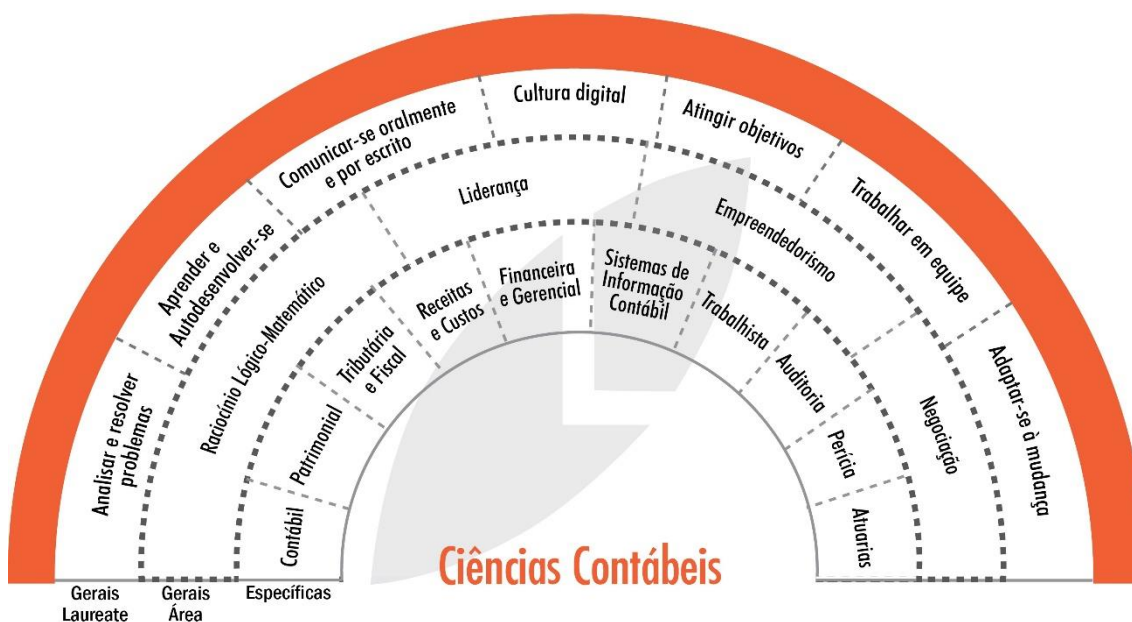 Analisar e resolver
problemas
Aprender e
Autodesenvolver-se
Comunicar-se oralmente
e por escrito
Cultura digital
Atingir objetivos
Trabalhar em equipe
Adaptar-se à mudança
Raciocínio Lógico-Matemático
Liderança
Empreendedorismo
Negociação
Contábil
Patrimonial
Tributária
e Fiscal
Receitas
e Custos
Financeira
e Gerencial
Sistemas de
Informação
Contábil
Trabalhista
Auditoria
Perícia
Atuarias
Ciências Contábeis
Gerais
Laureate
Gerais
Área
Específicas